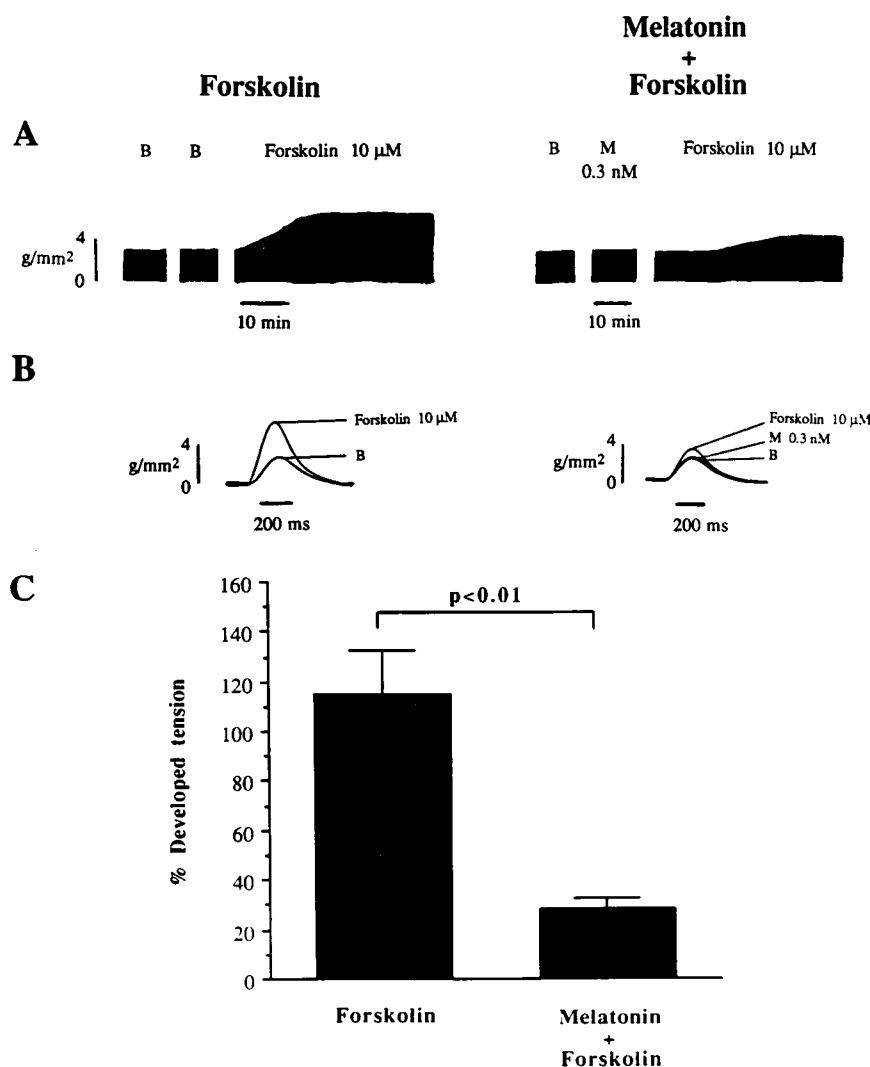 Forskolin
Melatonin
+
Forskolin
A
B B Forskolin 10 µM
B M Forskolin 10 µM
0.3 nM
4
g/mm2
0
10 min
10 min
B
Forskolin 10 µM
B
4
g/mm2
0
200 ms
Forskolin 10 µM
M 0.3 nM
B
4
g/mm2
0
200 ms
C
% Developed tension
160
140
120
100
80
60
40
20
0
p<0.01
Forskolin
Melatonin
+
Forskolin